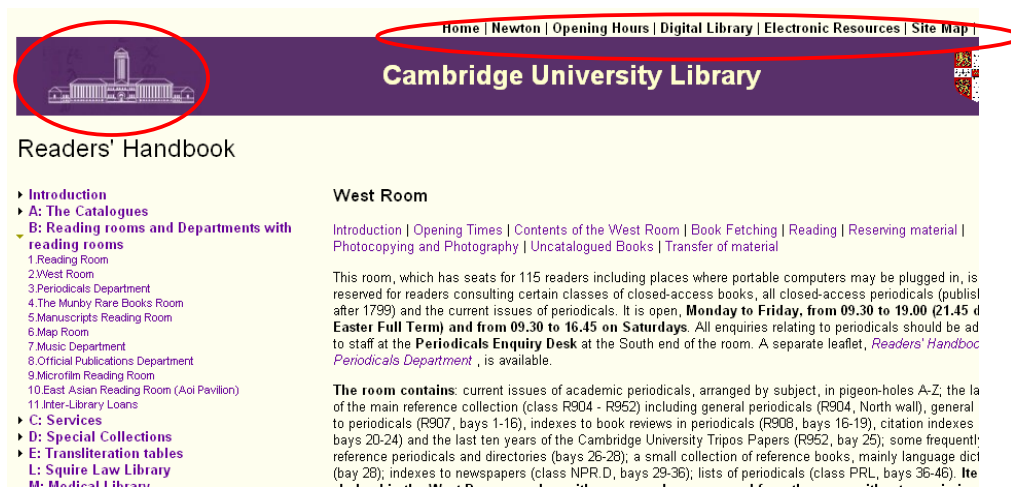 Home | Newton | Opening Hours | Digital Library | Electronic Resources | Site Map |
Cambridge University Library
Readers' Handbook
Introduction
A: The Catalogues
B: Reading rooms and Departments with
reading rooms
1.Reading Room
2.West Room
3.Periodicals Department
4.The Munby Rare Books Room
5.Manuscripts Reading Room
6.Map Room
7.Music Department
8.Official Publications Department
9.Microfilm Reading Room
10.East Asian Reading Room (Aoi Pavilion)
11.Inter-Library Loans
C: Services
D: Special Collections
E: Transliteration tables
L: Squire Law Library
M: Medical Library
West Room
Introduction | Opening Times | Contents of the West Room | Book Fetching | Reading | Reserving material |
Photocopying and Photography | Uncatalogued Books | Transfer of material
This room, which has seats for 115 readers including places where portable computers may be plugged in, is
reserved for readers consulting certain classes of closed-access books, all closed-access periodicals (publis
after 1799) and the current issues of periodicals. It is open, Monday to Friday, from 09.30 to 19.00 (21.45 d
Easter Full Term) and from 09.30 to 16.45 on Saturdays. All enquiries relating to periodicals should be ad
to staff at the Periodicals Enquiry Desk at the South end of the room. A separate leaflet, Readers' Handboo
Periodicals Department , is available.
The room contains: current issues of academic periodicals, arranged by subject, in pigeon-holes A-Z; the la
of the main reference collection (class R904 - R952) including general periodicals (R904, North wall), general
to periodicals (R907, bays 1-16), indexes to book reviews in periodicals (R908, bays 16-19), citation indexes
bays 20-24) and the last ten years of the Cambridge University Tripos Papers (R952, bay 25); some frequently
reference periodicals and directories (bays 26-28); a small collection of reference books, mainly language dict
(bay 28); indexes to newspapers (class NPR.D, bays 29-36); lists of periodicals (class PRL, bays 36-46). Ite